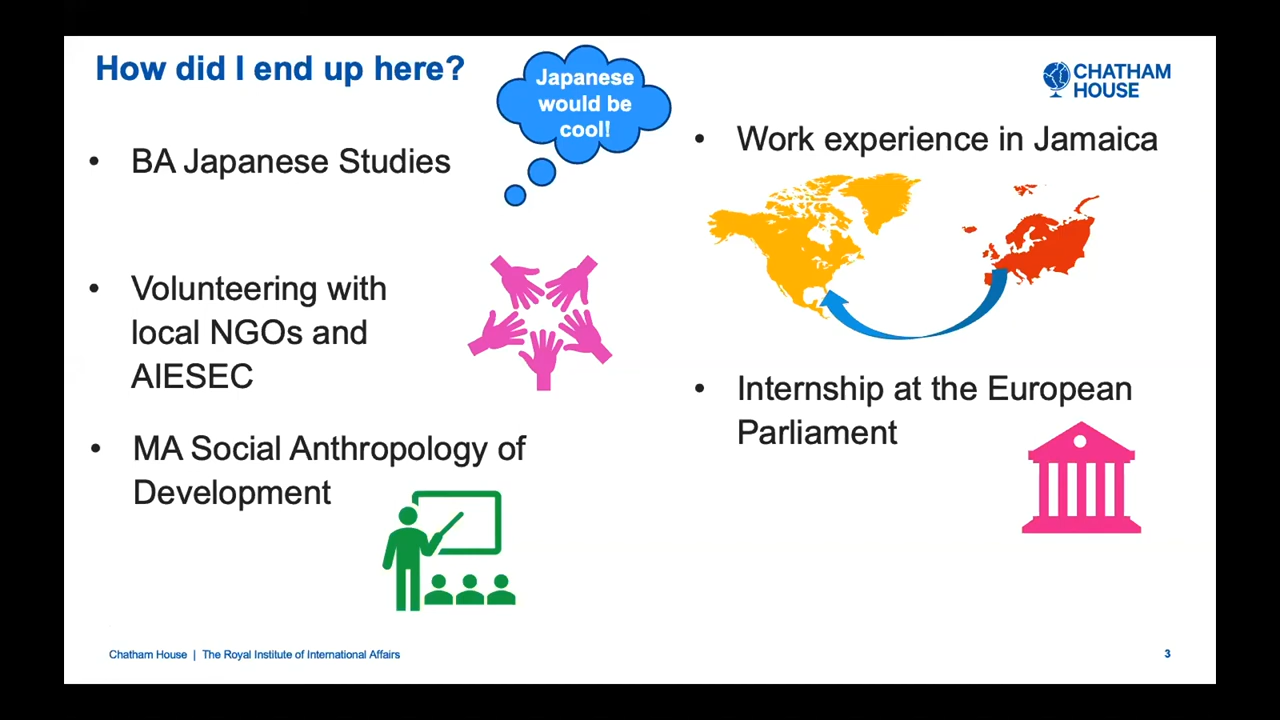 How did I end up here?
Japanese
would be
cool!
CHATHAM
HOUSE
• BA Japanese Studies
• Volunteering with
local NGOs and
AIESEC
• MA Social Anthropology of
Development
• Work experience in Jamaica
• Internship at the European
Parliament
Chatham House | The Royal Institute of International Affairs
3